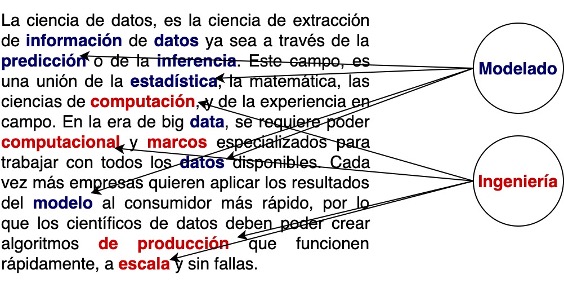 La ciencia de datos, es la ciencia de extracción
de información de datos ya sea a través de la
predicción o de la inferencia. Este campo, es
una unión de la estadística, la matemática, las
ciencias de computación, y de la experiencia en
campo. En la era de big data, se requiere poder
computacional y marcos especializados para
trabajar con todos los datos disponibles. Cada
vez más empresas quieren aplicar los resultados
del modelo al consumidor más rápido, por lo
que los científicos de datos deben poder crear
algoritmos de producción que funcionen
rápidamente, a escala y sin fallas.
Modelado
Ingeniería